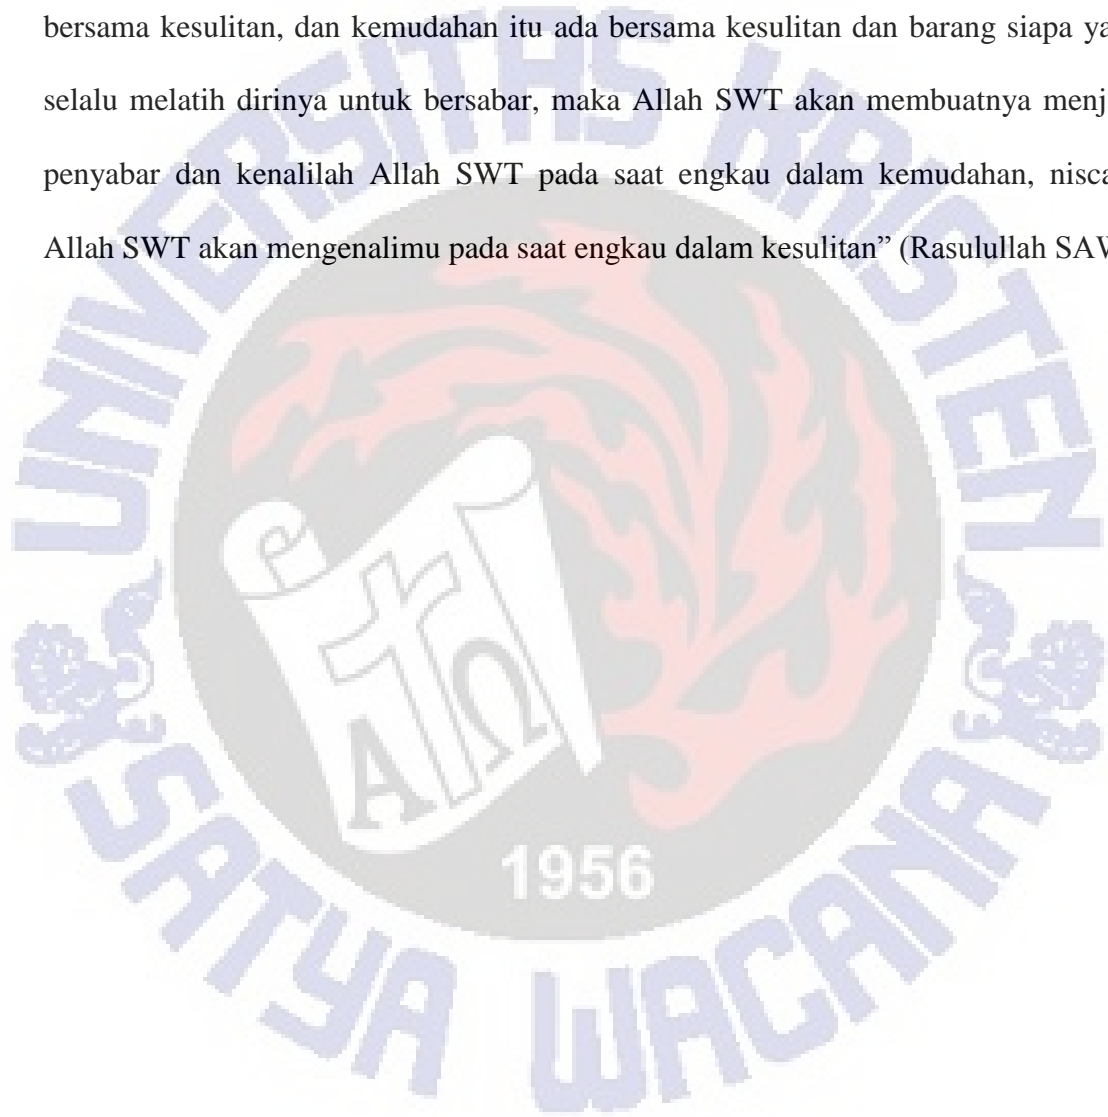 bersama kesulitan, dan kemudahan itu ada bersama kesulitan dan barang siapa ya
selalu melatih dirinya untuk bersabar, maka Allah SWT akan membuatnya menj
penyabar dan kenalilah Allah SWT pada saat engkau dalam kemudahan, nisca
Allah SWT akan mengenalimu pada saat engkau dalam kesulitan” (Rasulullah SAW
UNIVERSITAS KRISTEN
Α Ω
1956
SATYA WACANA